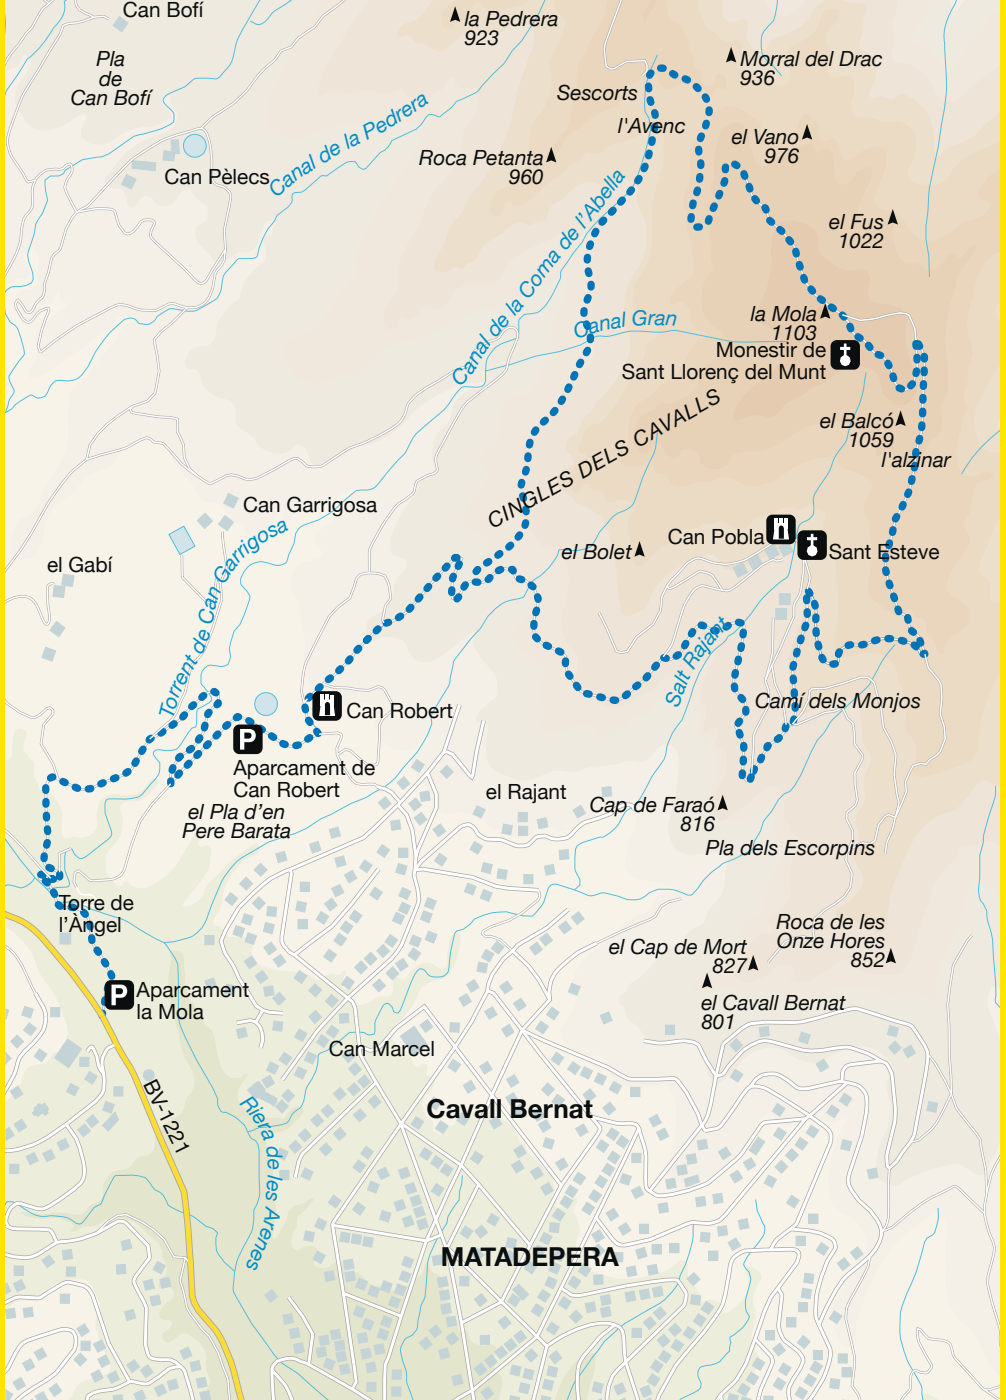 Can Bofí
la Pedrera
923
Pla
de
Can Bofí
Morral del Drac
936
Sescorts
Canal de la Pedrera
l'Avenc
el Vano
976
Roca Petanta
960
Can Pèlecs
Canal de la Coma de l'Abella
el Fus
1022
la Mola
1103
Canal Gran
Monestir de
Sant Llorenç del Munt
CINGLES DELS CAVALLS
el Balcó
1059
l'alzinar
Can Garrigosa
Torrent de Can Garrigosa
Can Pobla
el Bolet
Sant Esteve
el Gabí
Salt Rajant
Camí dels Monjos
Can Robert
P
Aparcament de
Can Robert
el Pla d'en
Pere Barata
el Rajant
Cap de Faraó
816
Pla dels Escorpins
Torre de
l'Àngel
Roca de les
Onze Hores
852
el Cap de Mort
827
P
Aparcament
la Mola
el Cavall Bernat
801
Can Marcel
BV-1221
Riera de les Arenes
Cavall Bernat
MATADEPERA